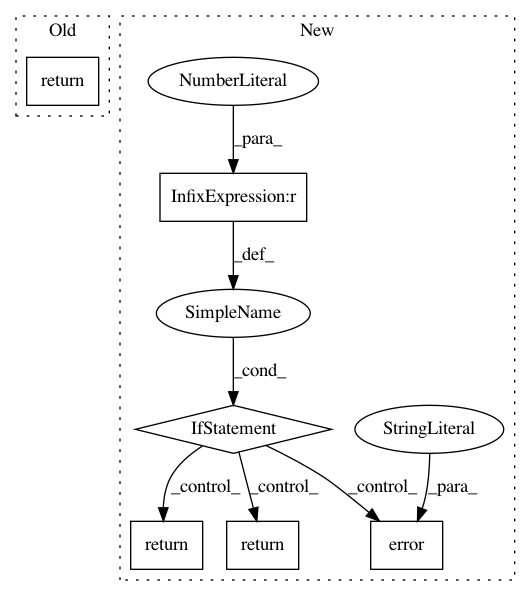 Old
New
return
NumberLiteral
_para_
InfixExpression:r
_def_
SimpleName
_cond_
IfStatement
StringLiteral
_control_
_control_
_control_
_para_
return
return
error